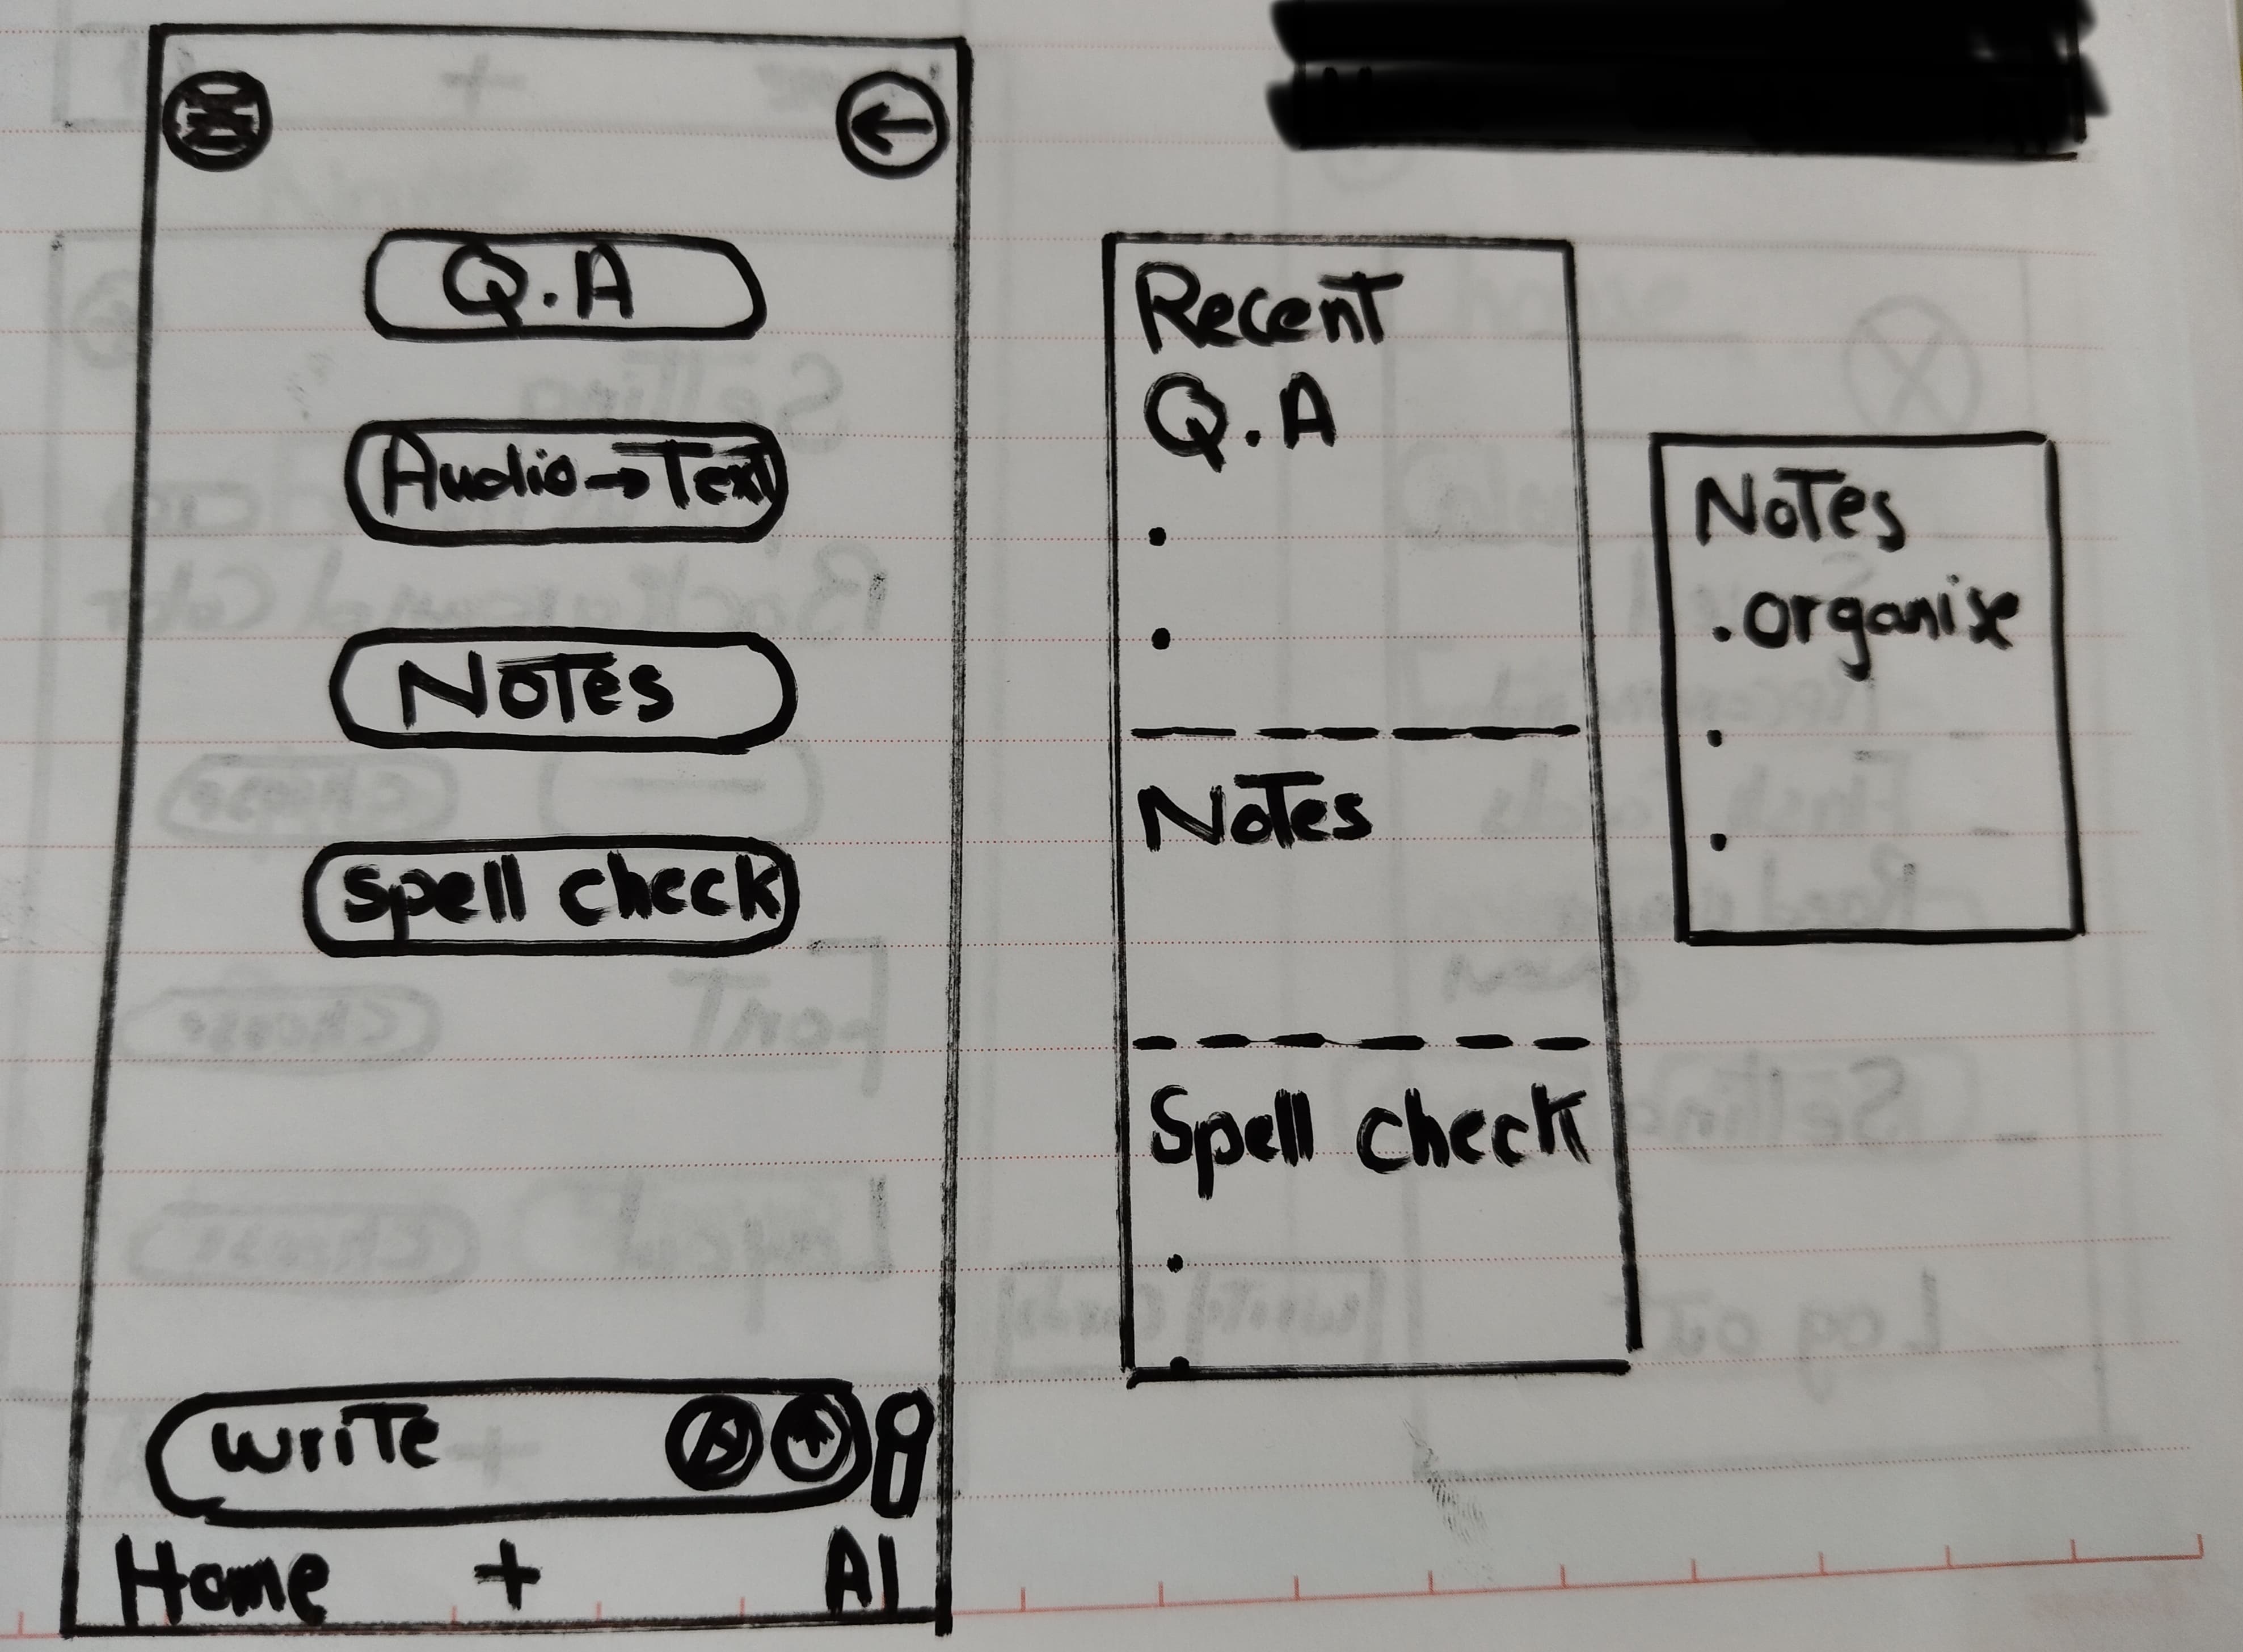 Q.A
Audio→Text
Notes
Spell check
write
Home + AI
Recent
Q.A
.
.
Notes
Spell check
.
.
Notes
. organise
.
.